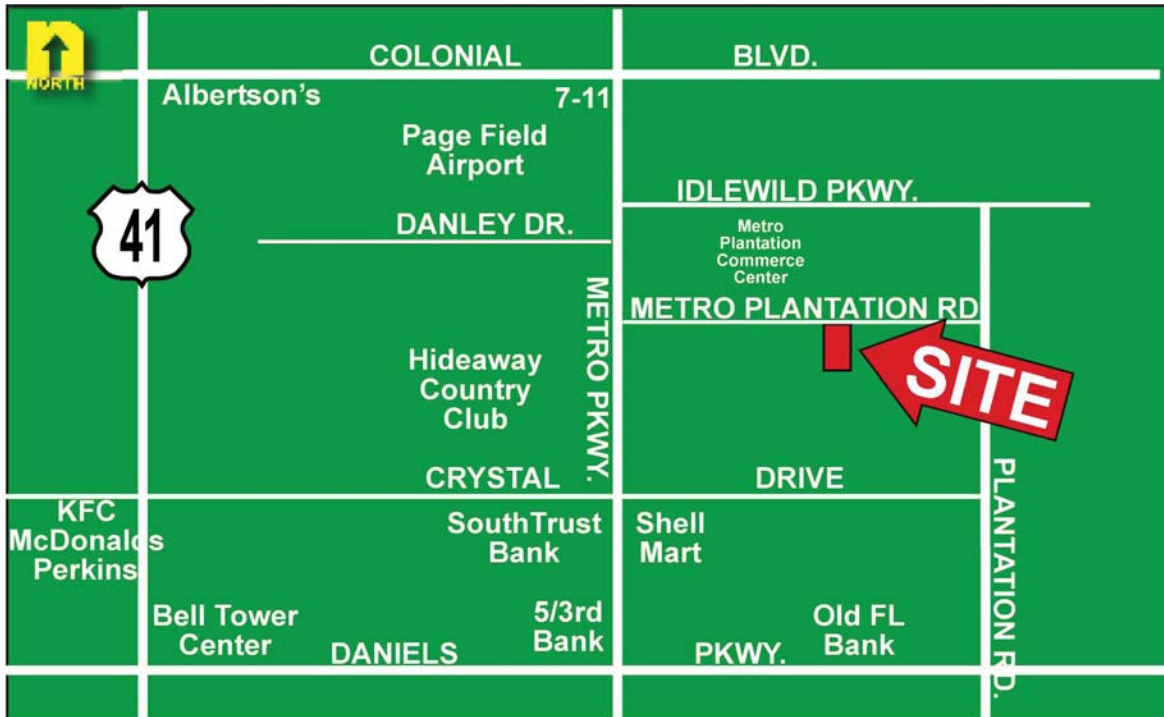 n
NORTH
COLONIAL BLVD.
Albertson's
7-11
Page Field
Airport
IDLEWILD PKWY.
41
DANLEY DR.
Metro
Plantation
Commerce
Center
METRO PKWY.
METRO PLANTATION RD
SITE
Hideaway
Country
Club
CRYSTAL DRIVE
PLANTATION RD.
KFC
McDonalds
Perkins
SouthTrust
Bank
Shell
Mart
Bell Tower
Center
5/3rd
Bank
Old FL
Bank
DANIELS PKWY.